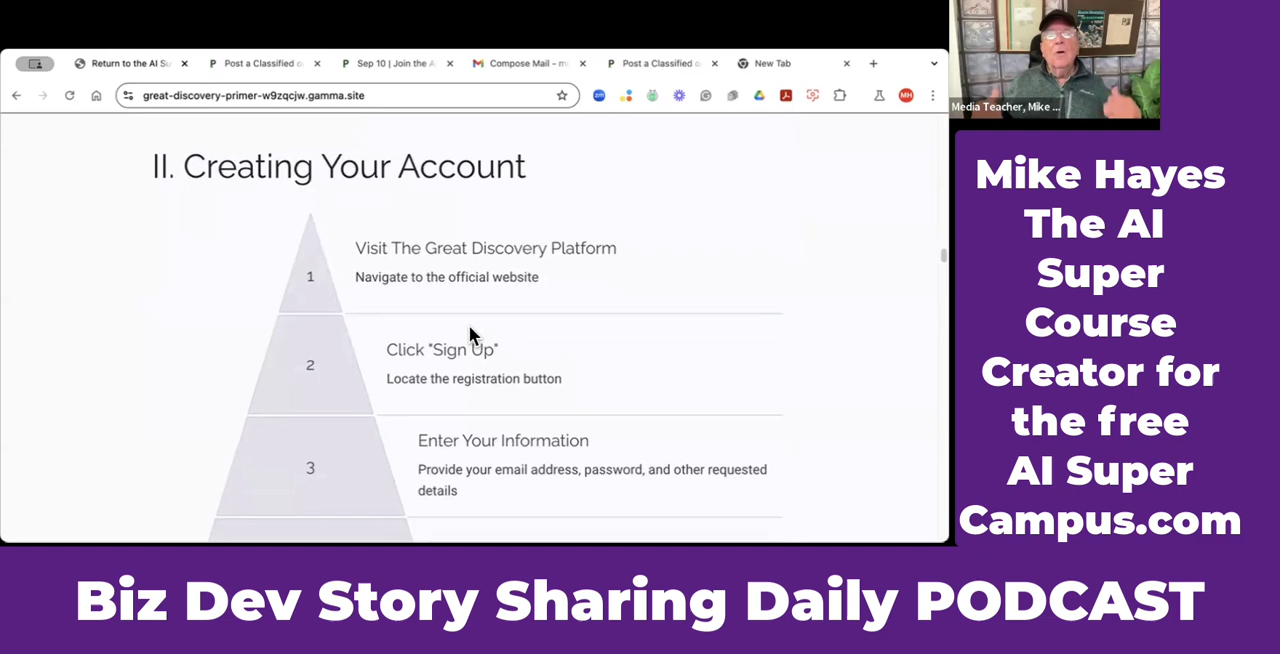 Return to the AI Su
Post a Classified o
Sep 10 | Join the A
Compose Mail – m
Post a Classified o
New Tab
great-discovery-primer-w9zqcjw.gamma.site
MH
II. Creating Your Account
1
Visit The Great Discovery Platform
Navigate to the official website
2
Click "Sign Up"
Locate the registration button
3
Enter Your Information
Provide your email address, password, and other requested
details
Media Teacher, Mike ...
Mike Hayes
The AI
Super
Course
Creator for
the free
AI Super
Campus.com
Biz Dev Story Sharing Daily PODCAST